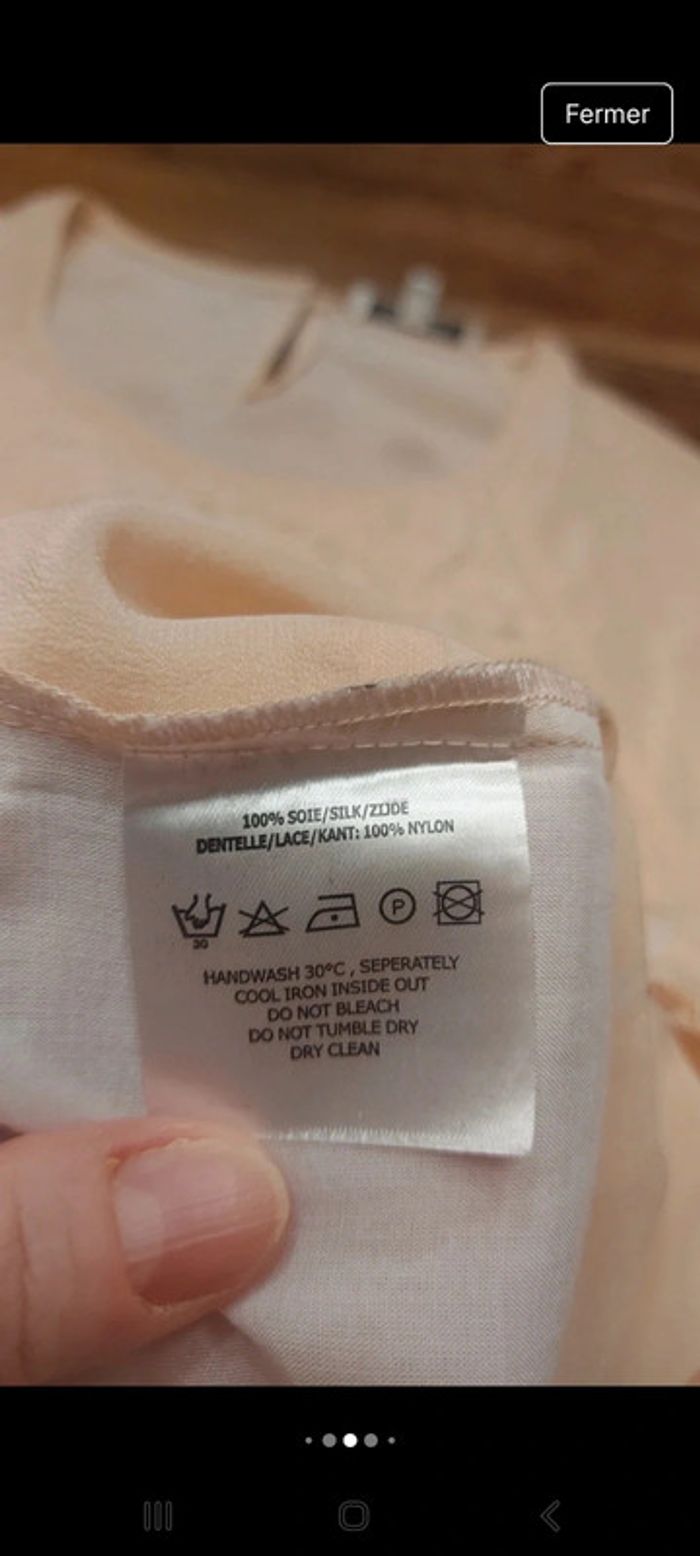 Fermer
100% SOIE/SILK/ZIJDE
DENTELLE/LACE/KANT: 100% NYLON
P
30
HANDWASH 30°C , SEPERATELY
COOL IRON INSIDE OUT
DO NOT BLEACH
DO NOT TUMBLE DRY
DRY CLEAN